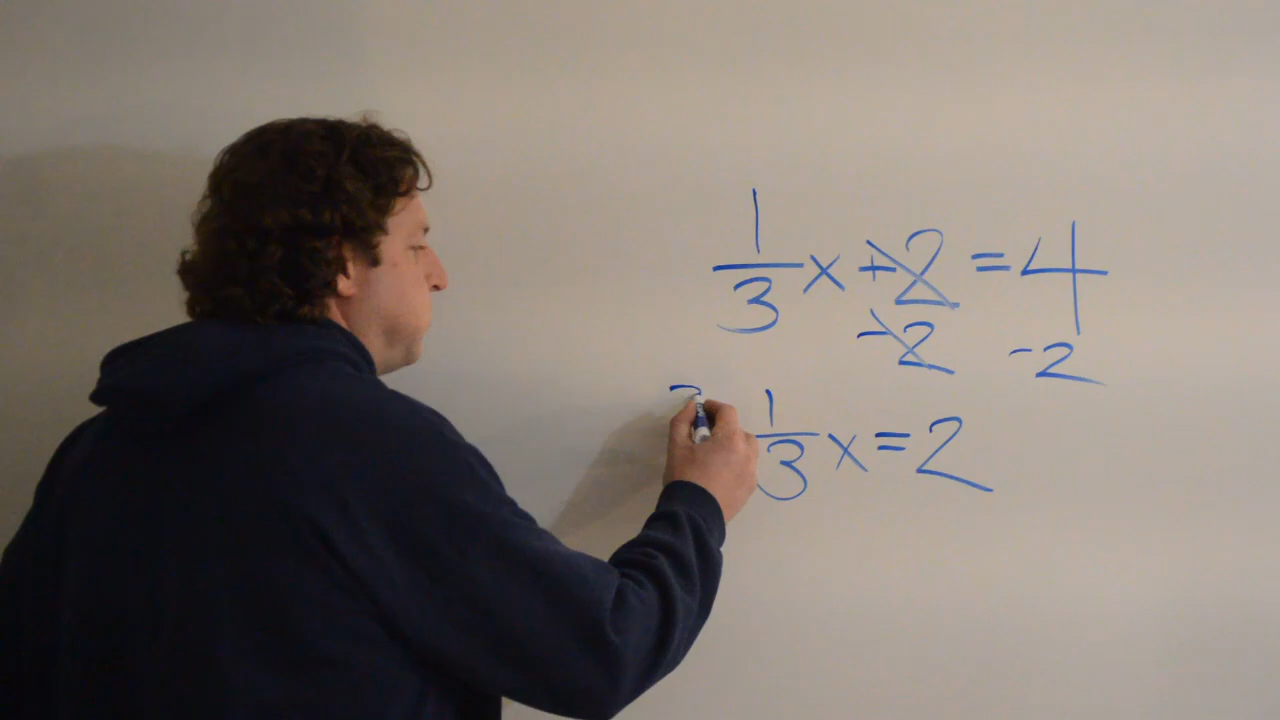 1/3 x + 2 = 4
-2 -2
1/3 x = 2